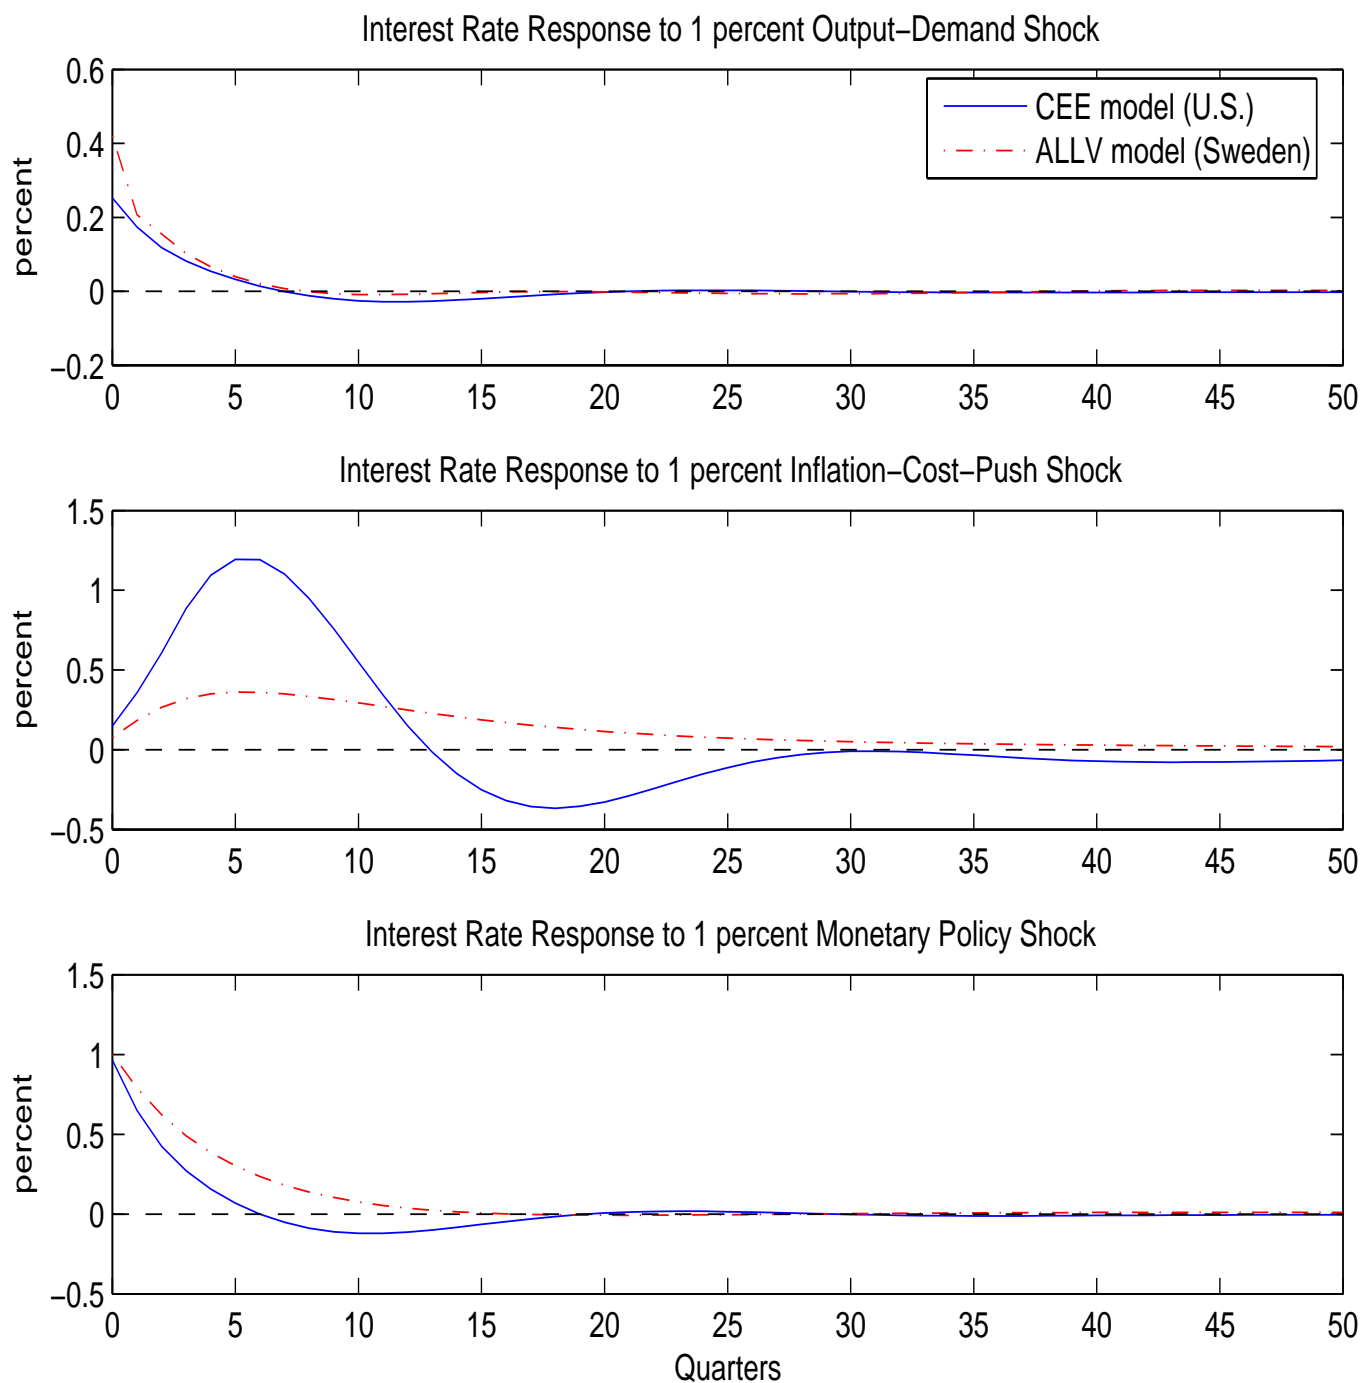 Interest Rate Response to 1 percent Output−Demand Shock
0.6
0.4
0.2
0
−0.2
percent
CEE model (U.S.)
ALLV model (Sweden)
0 5 10 15 20 25 30 35 40 45 50
Interest Rate Response to 1 percent Inflation−Cost−Push Shock
1.5
1
0.5
0
−0.5
percent
0 5 10 15 20 25 30 35 40 45 50
Interest Rate Response to 1 percent Monetary Policy Shock
1.5
1
0.5
0
−0.5
percent
0 5 10 15 20 25 30 35 40 45 50
Quarters